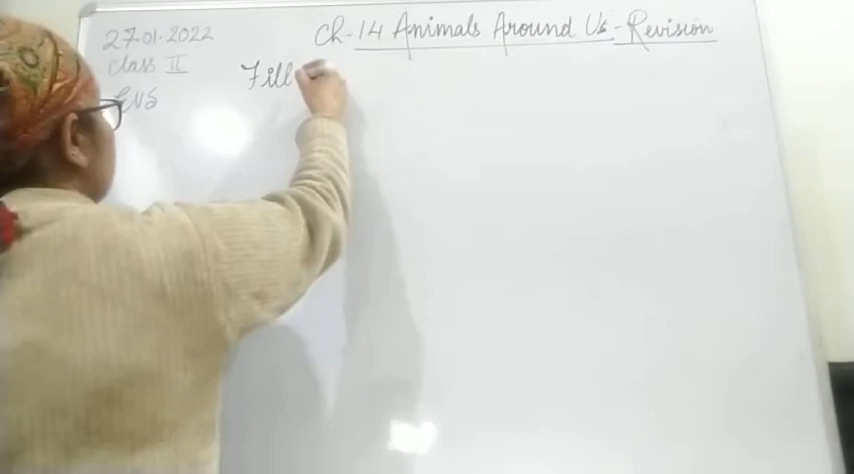 27-01-2022
Ch-14 Animals Around Us - Revision
Class II
Fill
EVS